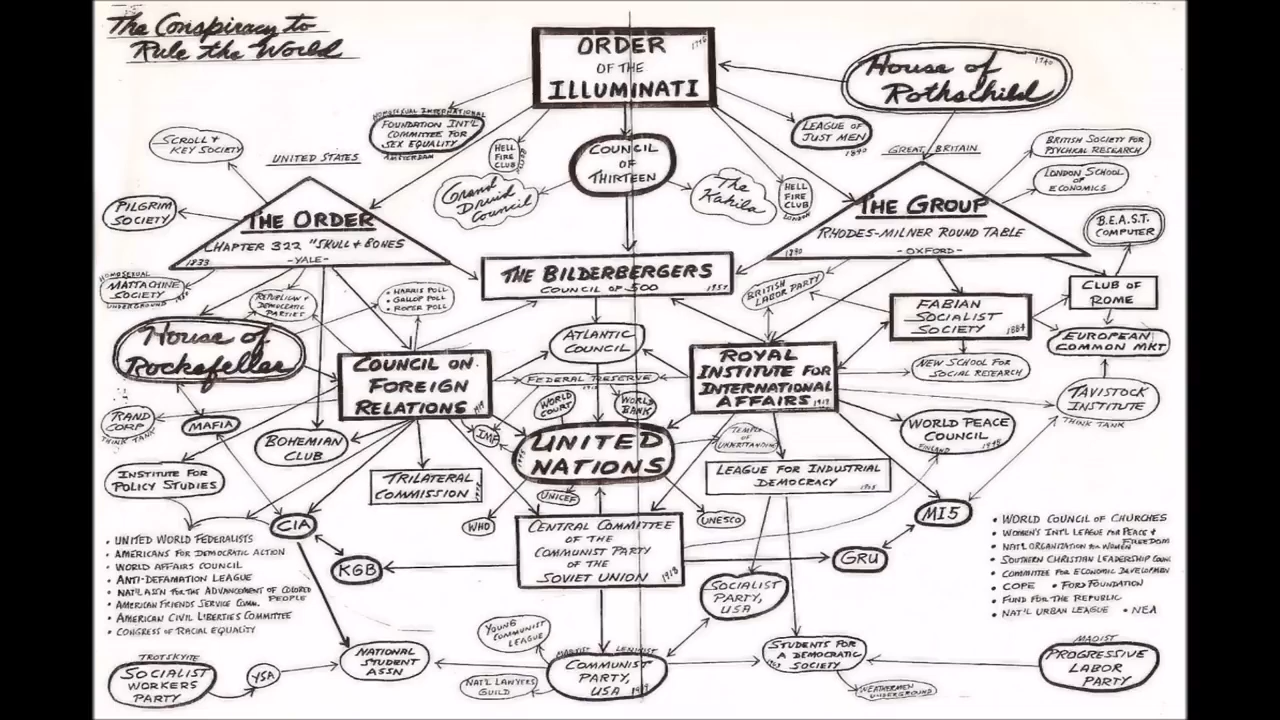 The Conspiracy to
Rule the World
ORDER
OF THE
ILLUMINATI
House of
Rothschild
HOMOSEXUAL INTERNATIONAL
FOUNDATION INT'L
COMMITTEE FOR
SEX EQUALITY
AMSTERDAM
HELL
FIRE
CLUB
COUNCIL
OF
THIRTEEN
LEAGUE OF
JUST MEN
SCROLL &
KEY SOCIETY
UNITED STATES
GREAT BRITAIN
BRITISH SOCIETY FOR
PSYCHICAL RESEARCH
LONDON SCHOOL
OF
ECONOMICS
Grand
Druid
Council
The
Kahila
HELL
FIRE
CLUB
LONDON
PILGRIM
SOCIETY
THE ORDER
CHAPTER 322 "SKULL & BONES
-YALE-
1833
THE GROUP
RHODES-MILNER ROUND TABLE
-OXFORD-
B.E.A.S.T.
COMPUTER
THE BILDERBERGERS
COUNCIL OF 500
HOMOSEXUAL
MATTACHINE
SOCIETY
UNDERGROUND
REPUBLICAN &
DEMOCRATIC
PARTIES
• HARRIS POLL
• GALLOP POLL
• ROPER POLL
BRITISH
LABOR PARTY
CLUB OF
ROME
FABIAN
SOCIALIST
SOCIETY 1884
House of
Rockefeller
ATLANTIC
COUNCIL
EUROPEAN
COMMON MKT
COUNCIL ON
FOREIGN
RELATIONS
ROYAL
INSTITUTE FOR
INTERNATIONAL
AFFAIRS
NEW SCHOOL FOR
SOCIAL RESEARCH
FEDERAL RESERVE
WORLD
COURT
WORLD
BANK
TAVISTOCK
INSTITUTE
THINK TANK
RAND
CORP
THINK TANK
MAFIA
BOHEMIAN
CLUB
IMF
UNITED
NATIONS
TEMPLE
OF
UNDERSTANDING
WORLD PEACE
COUNCIL
FINLAND
INSTITUTE FOR
POLICY STUDIES
TRILATERAL
COMMISSION
LEAGUE FOR INDUSTRIAL
DEMOCRACY
UNICEF
WHO
UNESCO
CIA
MI5
CENTRAL COMMITTEE
OF THE
COMMUNIST PARTY
OF THE
SOVIET UNION
KGB
GRU
• UNITED WORLD FEDERALISTS
• AMERICANS FOR DEMOCRATIC ACTION
• WORLD AFFAIRS COUNCIL
• ANTI-DEFAMATION LEAGUE
• NAT'L ASS'N FOR THE ADVANCEMENT OF COLORED
PEOPLE
• AMERICAN FRIENDS SERVICE COMM.
• AMERICAN CIVIL LIBERTIES COMMITTEE
• CONGRESS OF RACIAL EQUALITY
• WORLD COUNCIL OF CHURCHES
• WOMEN'S INT'L LEAGUE FOR PEACE &
FREEDOM
• NAT'L ORGANIZATION FOR WOMEN
• SOUTHERN CHRISTIAN LEADERSHIP
• COMMITTEE FOR ECONOMIC DEVELOPMEN
• COPE • FORD FOUNDATION
• FUND FOR THE REPUBLIC
• NAT'L URBAN LEAGUE • NEA
SOCIALIST
PARTY,
USA
YOUNG
COMMUNIST
LEAGUE
NATIONAL
STUDENT
ASSN
MARXIST LENINIST
COMMUNIST
PARTY,
USA 1919
STUDENTS FOR
A DEMOCRATIC
SOCIETY
MAOIST
PROGRESSIVE
LABOR
PARTY
TROTSKYITE
SOCIALIST
WORKERS
PARTY
YSA
NAT'L LAWYERS
GUILD
WEATHERMEN
UNDERGROUND